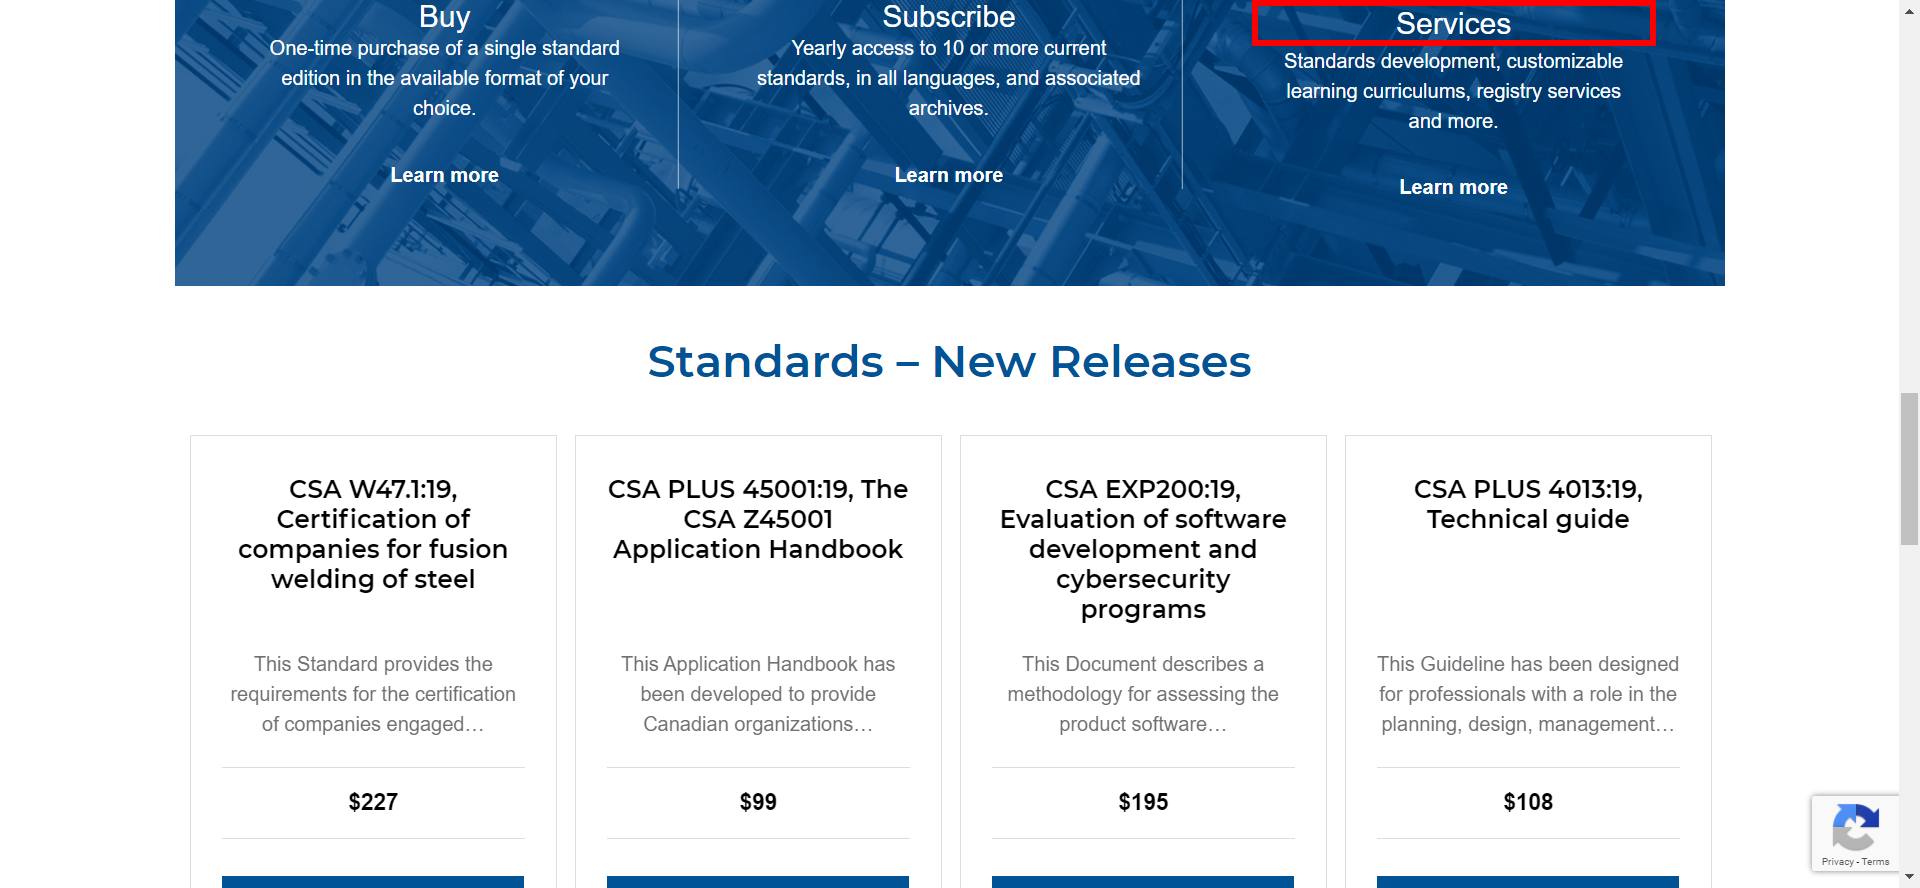 Buy
One-time purchase of a single standard
edition in the available format of your
choice.
Learn more
Subscribe
Yearly access to 10 or more current
standards, in all languages, and associated
archives.
Learn more
Services
Standards development, customizable
learning curriculums, registry services
and more.
Learn more
Standards – New Releases
CSA W47.1:19,
Certification of
companies for fusion
welding of steel
This Standard provides the
requirements for the certification
of companies engaged…
$227
CSA PLUS 45001:19, The
CSA Z45001
Application Handbook
This Application Handbook has
been developed to provide
Canadian organizations…
$99
CSA EXP200:19,
Evaluation of software
development and
cybersecurity
programs
This Document describes a
methodology for assessing the
product software…
$195
CSA PLUS 4013:19,
Technical guide
This Guideline has been designed
for professionals with a role in the
planning, design, management…
$108
Privacy - Terms